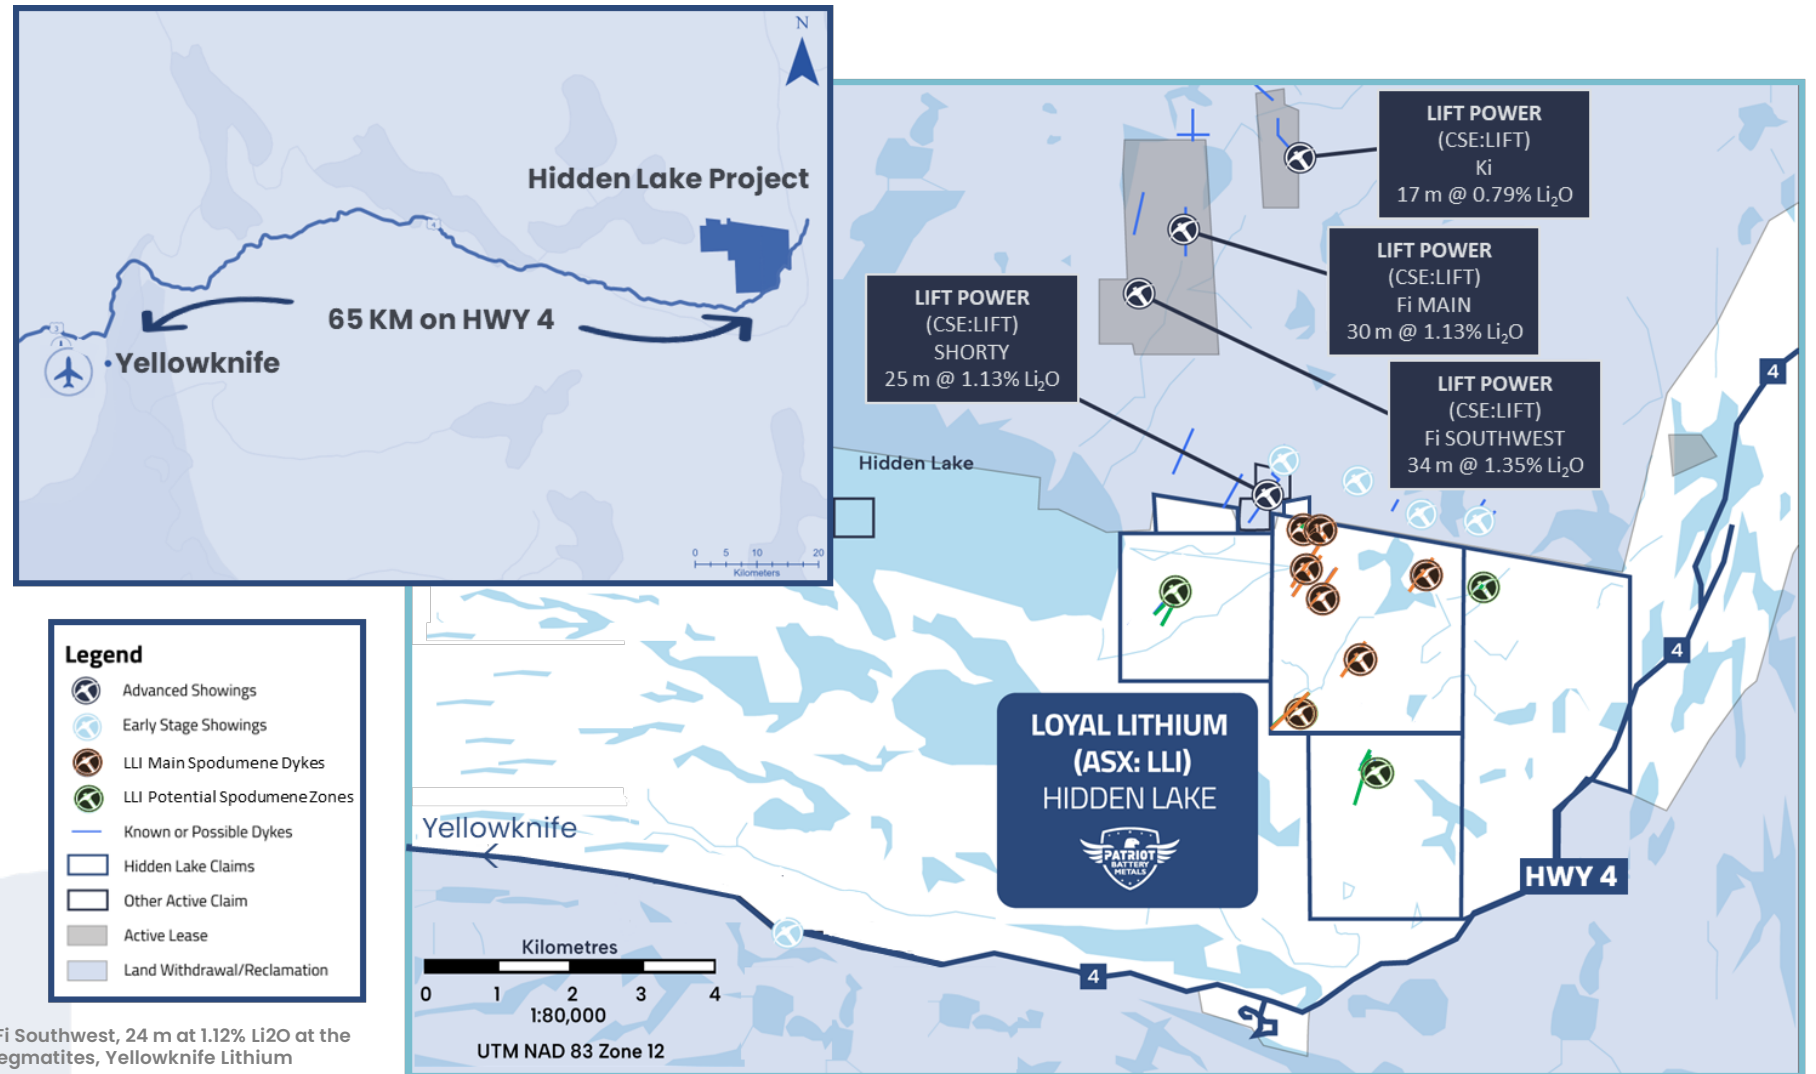 N
Hidden Lake Project
4
65 KM on HWY 4
3
1
Yellowknife
0 5 10 20
Kilometers
LIFT POWER
(CSE:LIFT)
Ki
17 m @ 0.79% Li₂O
LIFT POWER
(CSE:LIFT)
Fi MAIN
30 m @ 1.13% Li₂O
LIFT POWER
(CSE:LIFT)
SHORTY
25 m @ 1.13% Li₂O
LIFT POWER
(CSE:LIFT)
Fi SOUTHWEST
34 m @ 1.35% Li₂O
4
Hidden Lake
4
LOYAL LITHIUM
(ASX: LLI)
HIDDEN LAKE
PATRIOT
BATTERY
METALS
HWY 4
Yellowknife
4
Kilometres
0 1 2 3 4
1:80,000
UTM NAD 83 Zone 12
Legend
Advanced Showings
Early Stage Showings
LLI Main Spodumene Dykes
LLI Potential Spodumene Zones
Known or Possible Dykes
Hidden Lake Claims
Other Active Claim
Active Lease
Land Withdrawal/Reclamation
Fi Southwest, 24 m at 1.12% Li2O at the
egmatites, Yellowknife Lithium